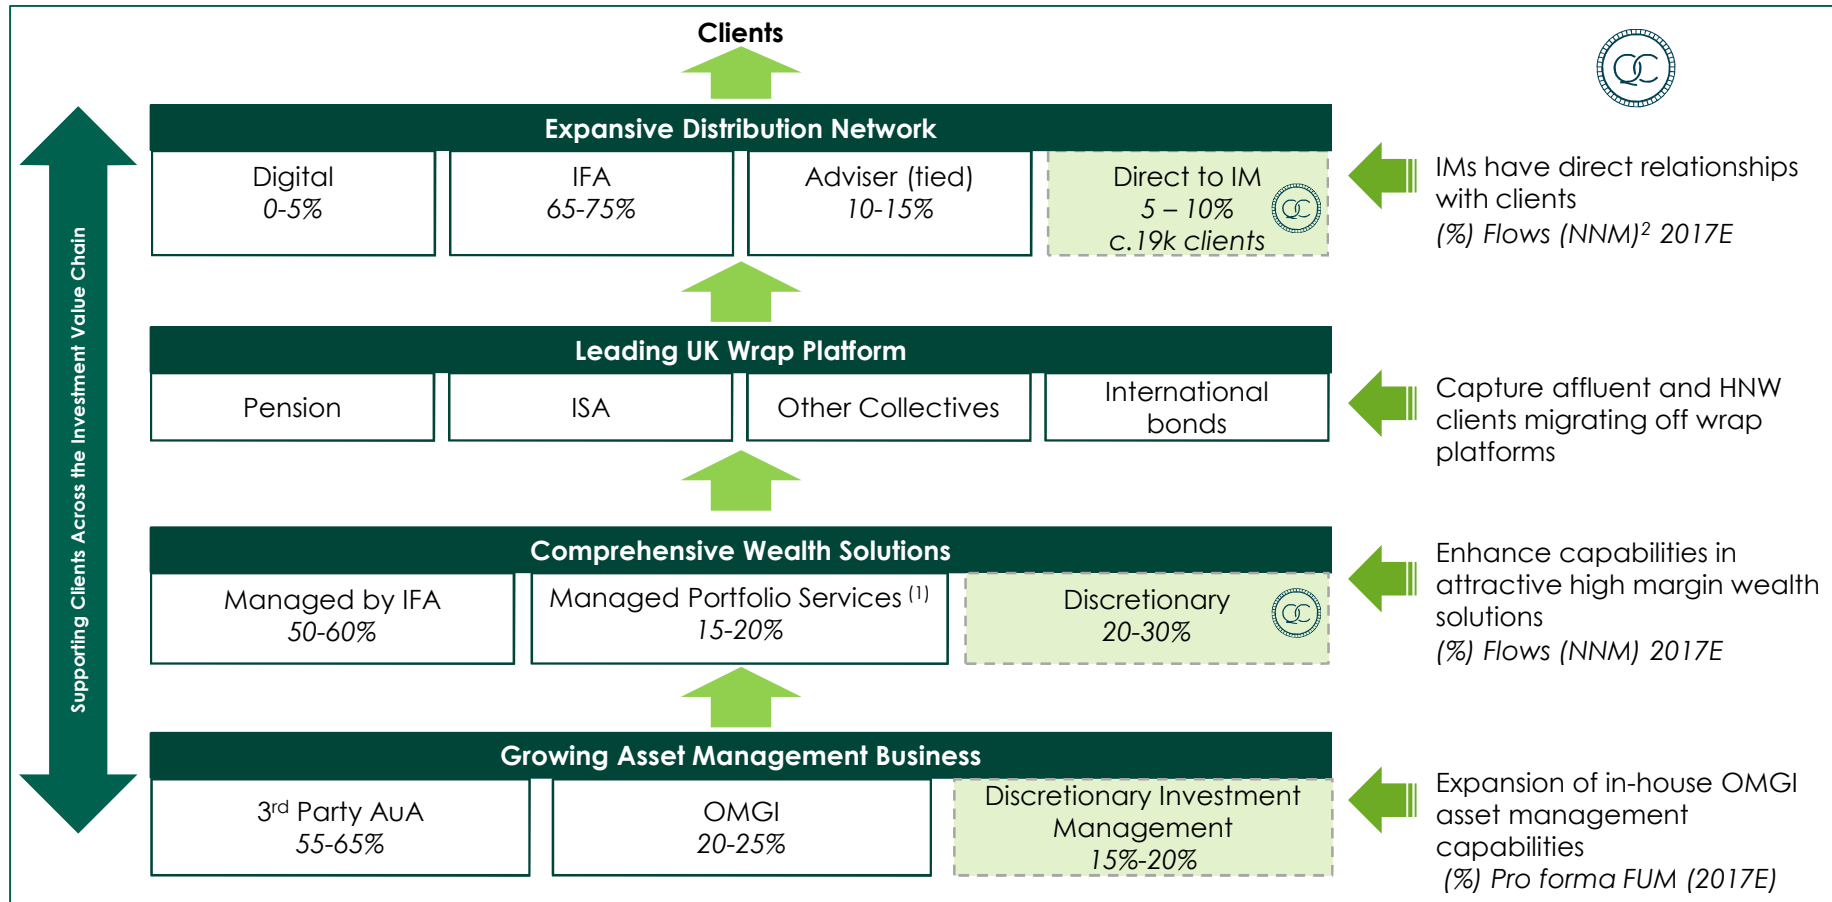 Clients
QC
Supporting Clients Across the Investment Value Chain
Expansive Distribution Network
Digital
0-5%
IFA
65-75%
Adviser (tied)
10-15%
Direct to IM
5 – 10%
c.19k clients
QC
IMs have direct relationships
with clients
(%) Flows (NNM)² 2017E
Leading UK Wrap Platform
Pension
ISA
Other Collectives
International
bonds
Capture affluent and HNW
clients migrating off wrap
platforms
Comprehensive Wealth Solutions
Managed by IFA
50-60%
Managed Portfolio Services (1)
15-20%
Discretionary
20-30%
QC
Enhance capabilities in
attractive high margin wealth
solutions
(%) Flows (NNM) 2017E
Growing Asset Management Business
3rd Party AuA
55-65%
OMGI
20-25%
Discretionary Investment
Management
15%-20%
Expansion of in-house OMGI
asset management
capabilities
(%) Pro forma FUM (2017E)